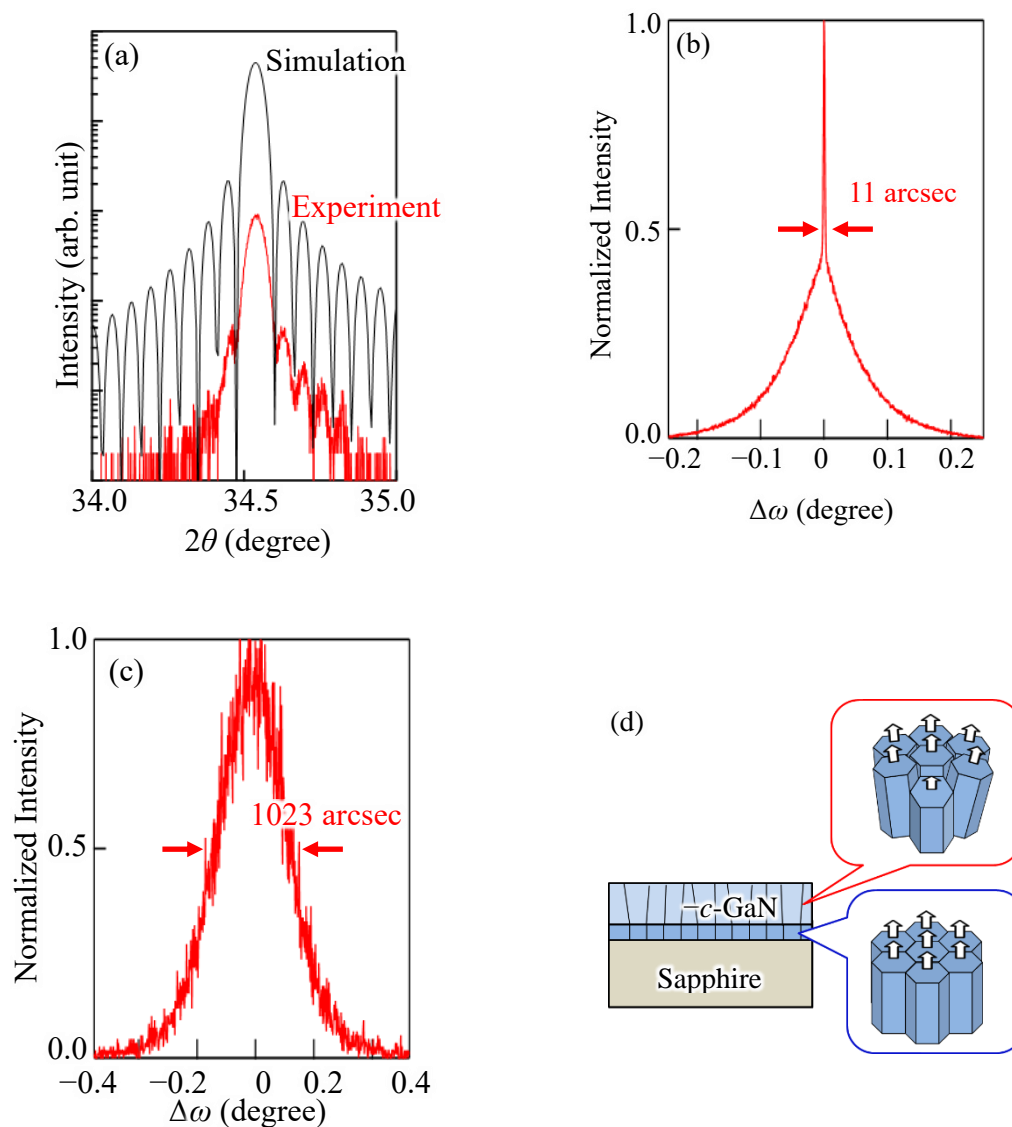 (a)
Simulation
Experiment
Intensity (arb. unit)
34.0
34.5
35.0
2θ (degree)
(b)
1.0
0.5
0.0
11 arcsec
Normalized Intensity
−0.2
−0.1
0
0.1
0.2
Δω (degree)
(c)
1.0
0.5
0.0
1023 arcsec
Normalized Intensity
−0.4
−0.2
0
0.2
0.4
Δω (degree)
(d)
−c-GaN
Sapphire